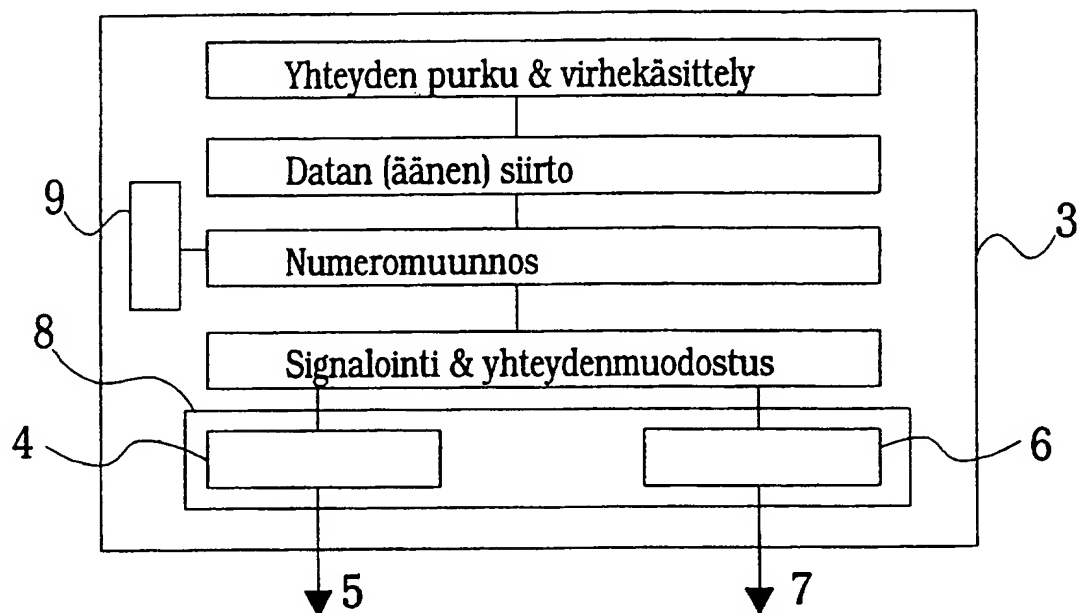 Yhteyden purku & virhekäsittely
Datan (äänen) siirto
9
Numeromuunnos
3
8
Signalointi & yhteydenmuodostus
4
6
5
7